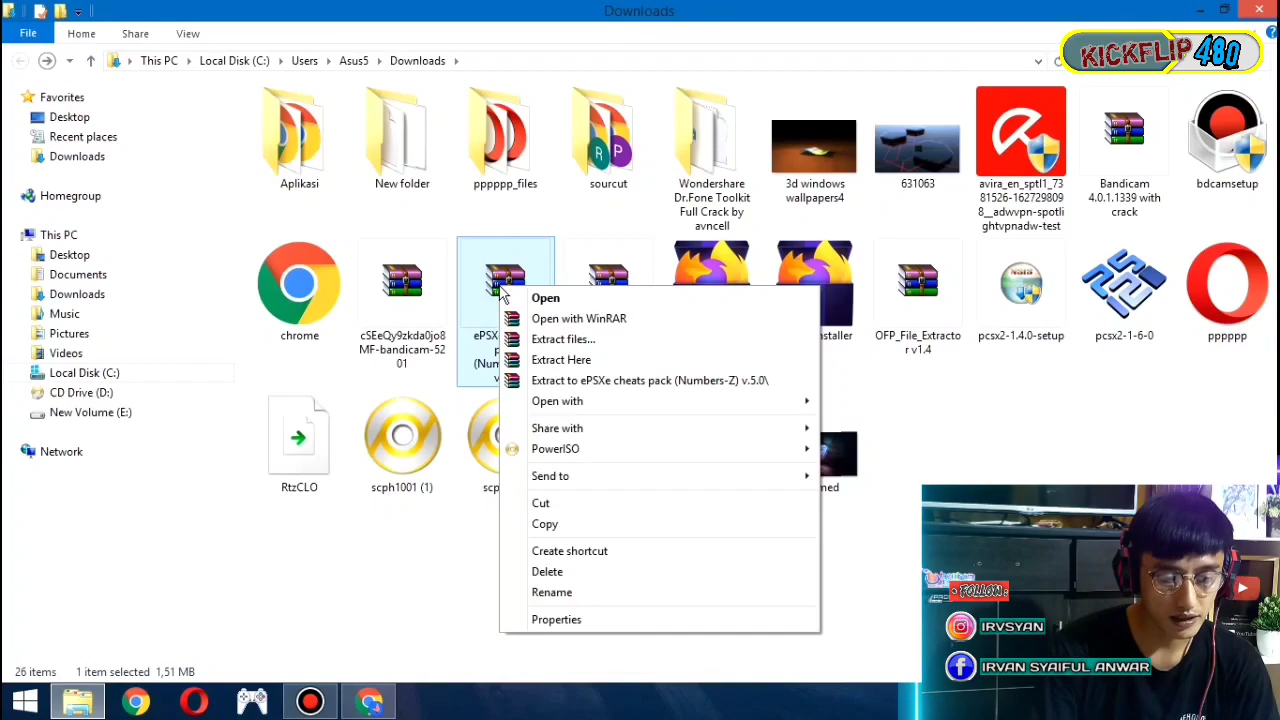 Downloads
File
Home
Share
View
This PC
Local Disk (C:)
Users
Asus5
Downloads
KICKFLIP 480
Favorites
Desktop
Recent places
Downloads
Homegroup
This PC
Desktop
Documents
Downloads
Music
Pictures
Videos
Local Disk (C:)
CD Drive (D:)
New Volume (E:)
Network
Aplikasi
New folder
pppppp_files
sourcut
Wondershare
Dr.Fone Toolkit
Full Crack by
avncell
3d windows
wallpapers4
631063
avira_en_sptl1_73
81526-162729809
8__adwvpn-spotli
ghtvpnadw-test
Bandicam
4.0.1.1339 with
crack
bdcamsetup
chrome
cSEeQy9zkda0jo8
MF-bandicam-52
01
OFP_File_Extracto
r v1.4
pcsx2-1.4.0-setup
pcsx2-1-6-0
pppppp
RtzCLO
scph1001 (1)
Open
Open with WinRAR
Extract files...
Extract Here
Extract to ePSXe cheats pack (Numbers-Z) v.5.0\
Open with
Share with
PowerISO
Send to
Cut
Copy
Create shortcut
Delete
Rename
Properties
26 items
1 item selected 1,51 MB
FOLLOW :
IRVSYAN
IRVAN SYAIFUL ANWAR